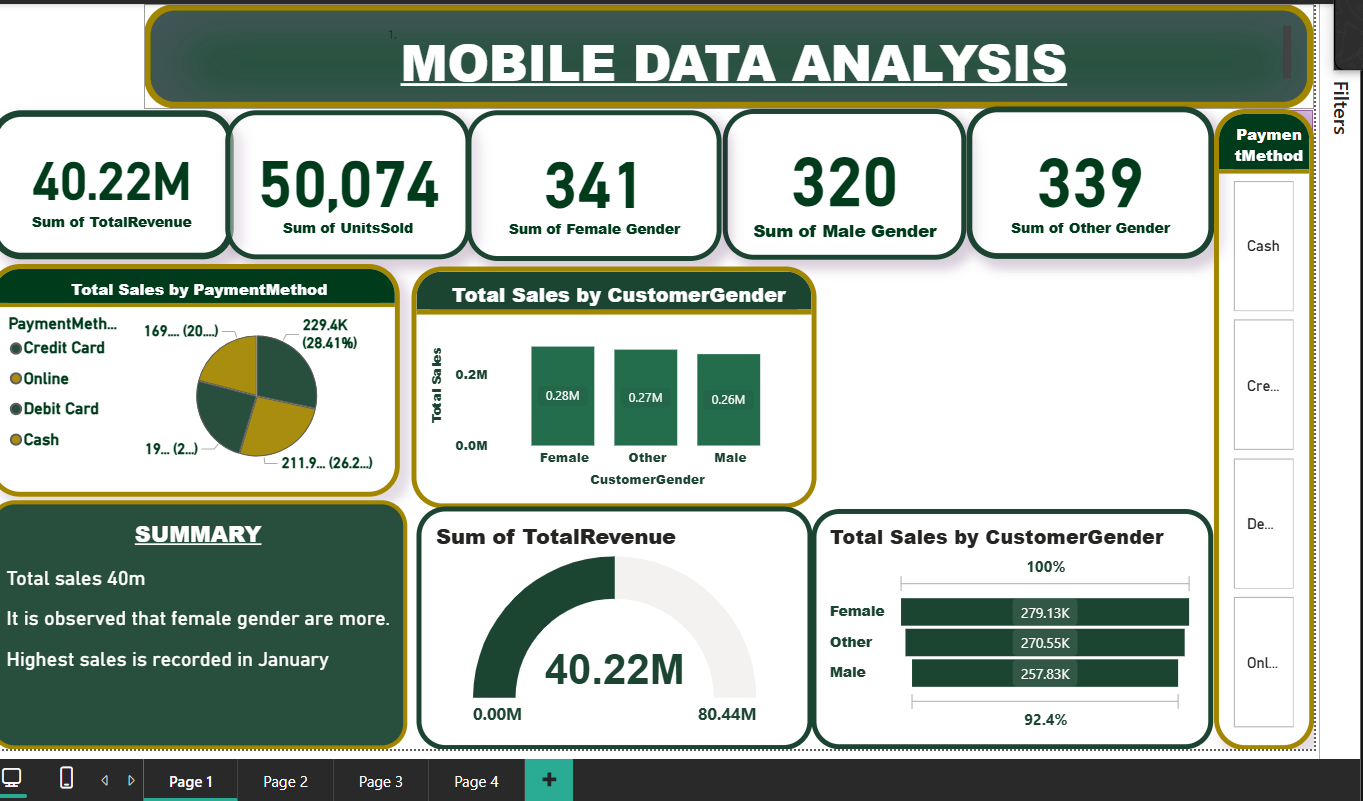 1.
MOBILE DATA ANALYSIS
Filters
40.22M
Sum of TotalRevenue
50,074
Sum of UnitsSold
341
Sum of Female Gender
320
Sum of Male Gender
339
Sum of Other Gender
Paymen
tMethod
Cash
Cre...
De...
Onl...
Total Sales by PaymentMethod
PaymentMeth...
Credit Card
Online
Debit Card
Cash
169.... (20....)
229.4K
(28.41%)
19... (2...)
211.9... (26.2...)
Total Sales by CustomerGender
Total Sales
0.2M
0.0M
0.28M
0.27M
0.26M
Female
Other
Male
CustomerGender
SUMMARY
Total sales 40m
It is observed that female gender are more.
Highest sales is recorded in January
Sum of TotalRevenue
40.22M
0.00M
80.44M
Total Sales by CustomerGender
100%
Female
279.13K
Other
270.55K
Male
257.83K
92.4%
Page 1
Page 2
Page 3
Page 4
+